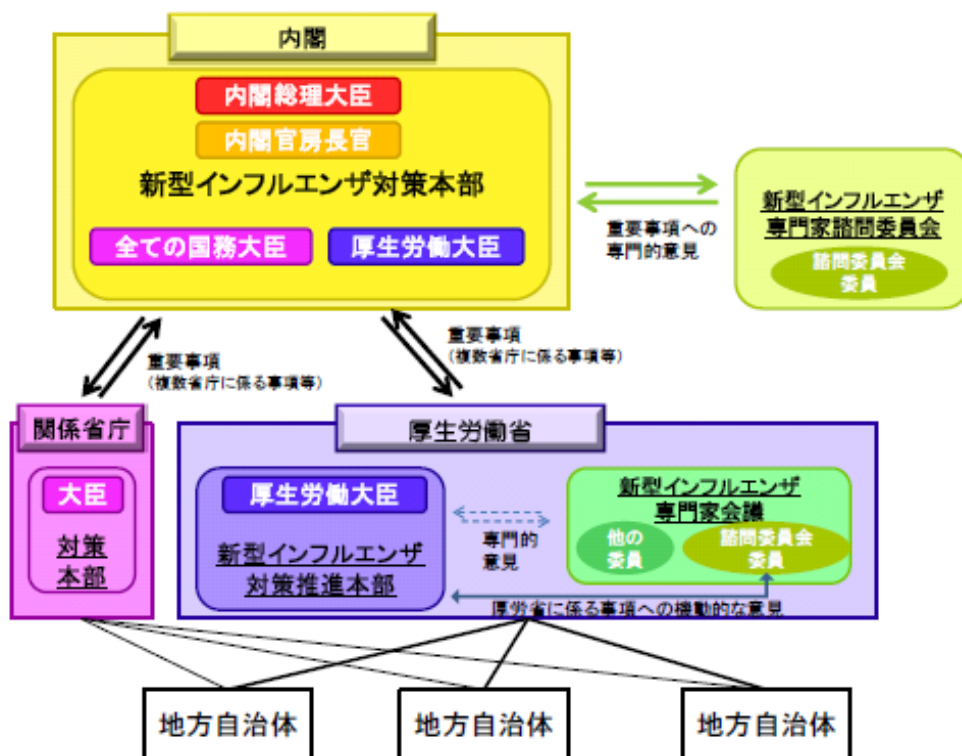 内閣
内閣総理大臣
内閣官房長官
新型インフルエンザ対策本部
全ての国務大臣
厚生労働大臣
重要事項への
専門的意見
新型インフルエンザ
専門家諮問委員会
諮問委員会
委員
重要事項
(複数省庁に係る事項等)
重要事項
(複数省庁に係る事項等)
関係省庁
大臣
対策
本部
厚生労働省
厚生労働大臣
新型インフルエンザ
対策推進本部
専門的
意見
新型インフルエンザ
専門家会議
他の
委員
諮問委員会
委員
厚労省に係る事項への機動的な意見
地方自治体
地方自治体
地方自治体